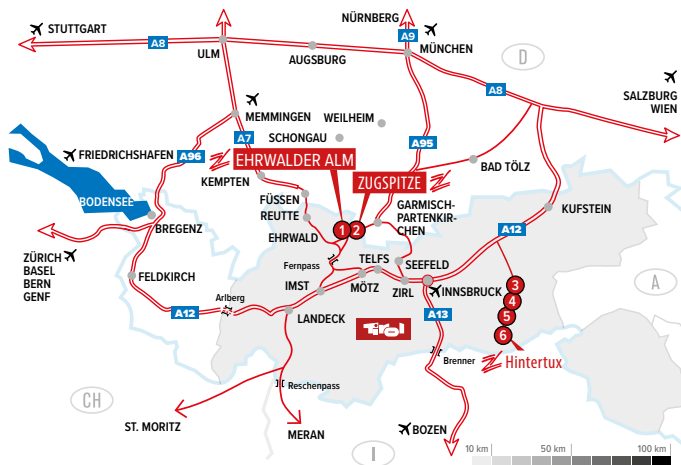 NÜRNBERG
STUTTGART
A9
A8
ULM
AUGSBURG
MÜNCHEN
D
A8
SALZBURG
WIEN
MEMMINGEN
WEILHEIM
SCHONGAU
A7
A95
FRIEDRICHSHAFEN
A96
EHRWALDER ALM
BAD TÖLZ
KEMPTEN
ZUGSPITZE
BODENSEE
FÜSSEN
GARMISCH-
PARTENKIR-
CHEN
KUFSTEIN
BREGENZ
REUTTE
1
2
EHRWALD
A12
ZÜRICH
BASEL
BERN
GENF
FELDKIRCH
Fernpass
TELFS
SEEFELD
A
IMST
MÖTZ
ZIRL
INNSBRUCK
3
4
5
6
Arlberg
A12
LANDECK
Tirol
A13
Brenner
Hintertux
Reschenpass
CH
ST. MORITZ
MERAN
BOZEN
I
10 km
50 km
100 km